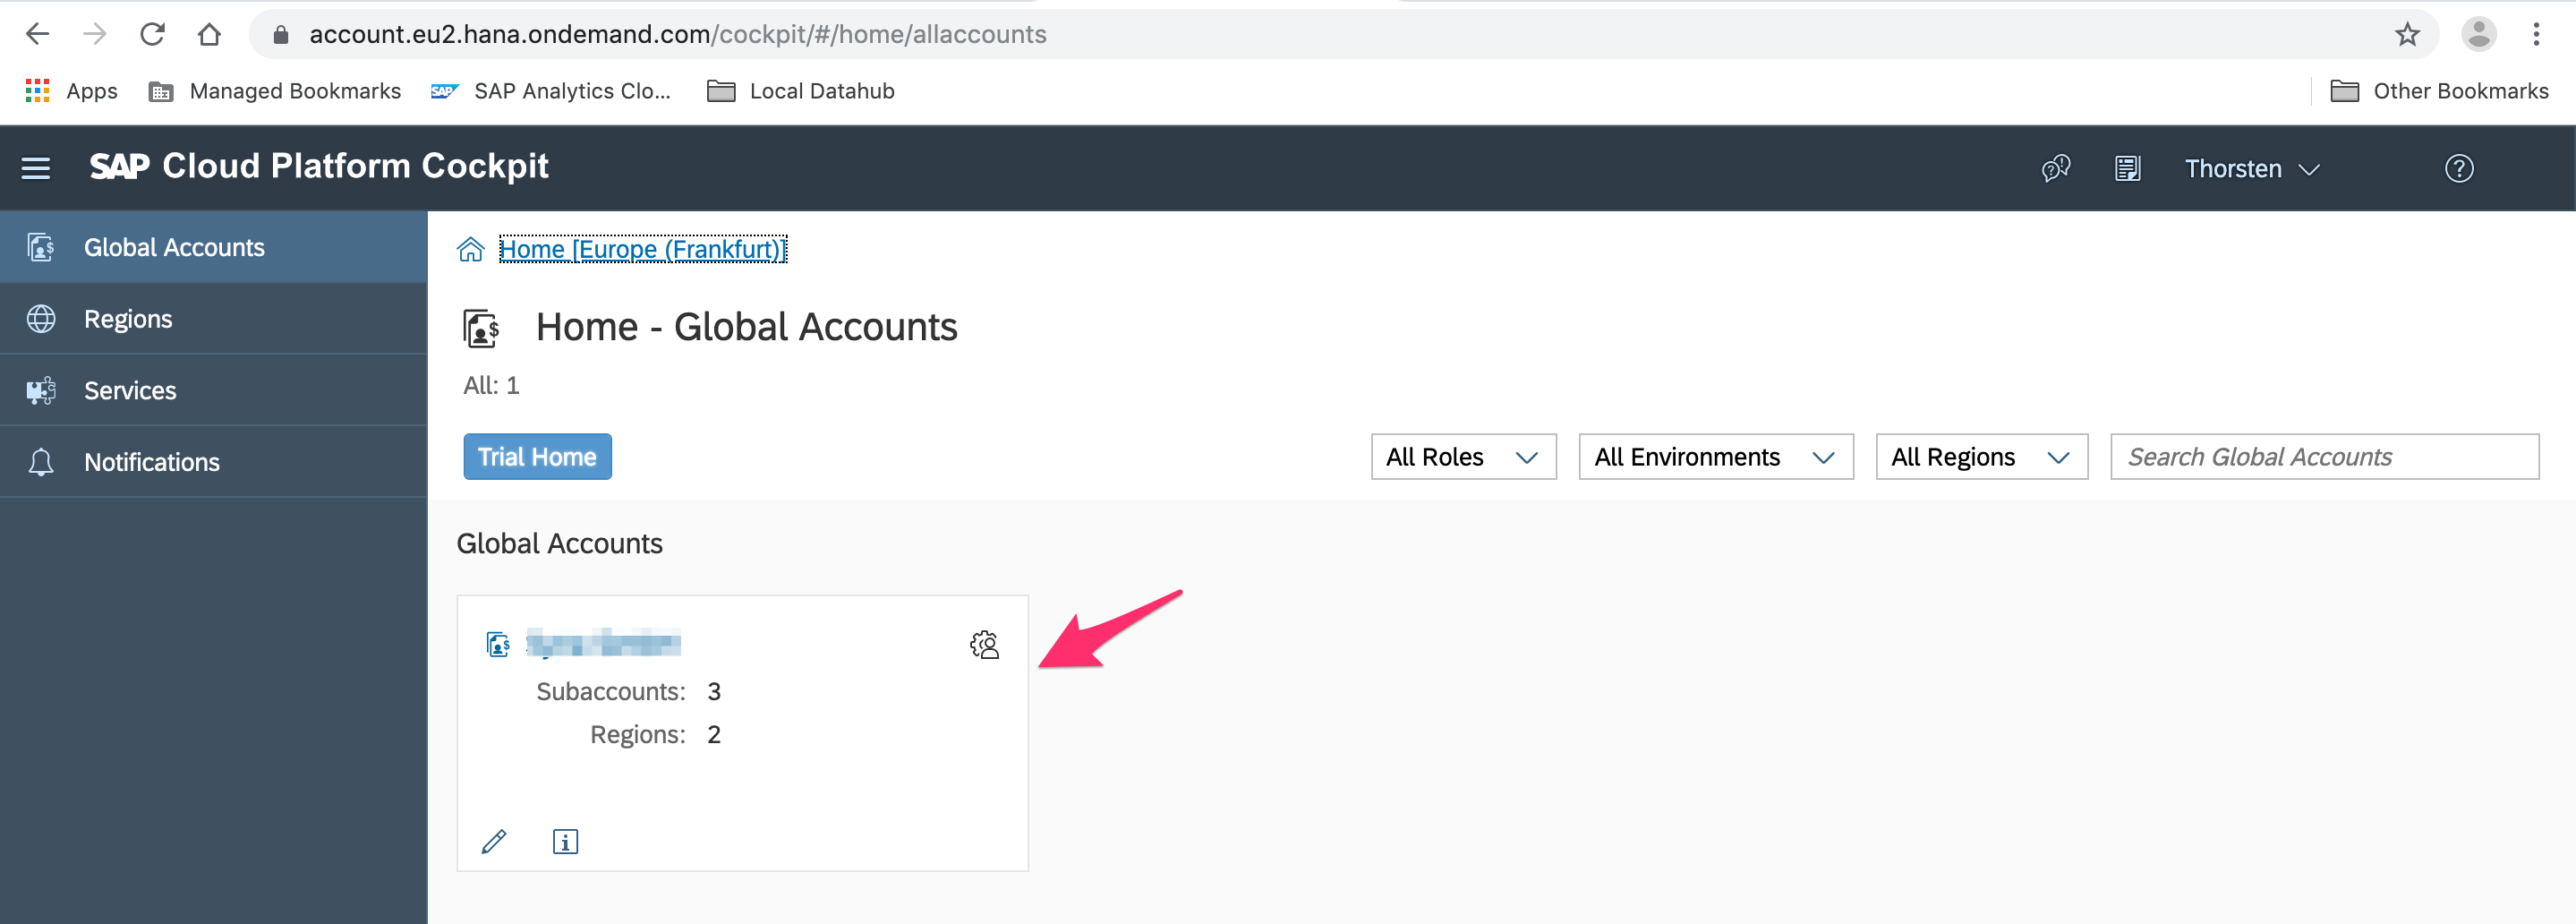 account.eu2.hana.ondemand.com/cockpit/#/home/allaccounts
Apps Managed Bookmarks SAP SAP Analytics Clo... Local Datahub Other Bookmarks
SAP Cloud Platform Cockpit Thorsten
Global Accounts
Regions
Services
Notifications
Home [Europe (Frankfurt)]
Home - Global Accounts
All: 1
Trial Home All Roles All Environments All Regions Search Global Accounts
Global Accounts
Subaccounts: 3
Regions: 2